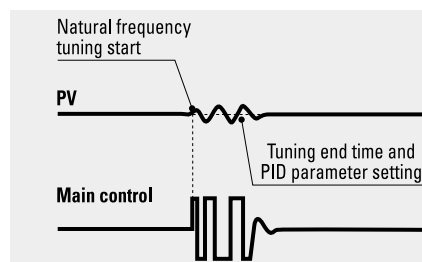 Natural frequency
tuning start
PV
Tuning end time and
PID parameter setting
Main control